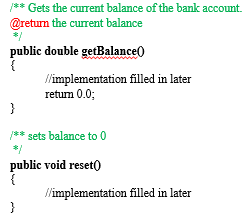 /** Gets the current balance of the bank account.
@return the current balance
*/
public double getBalance()
{
//implementation filled in later
return 0.0;
}
/** sets balance to 0
*/
public void reset()
{
//implementation filled in later
}